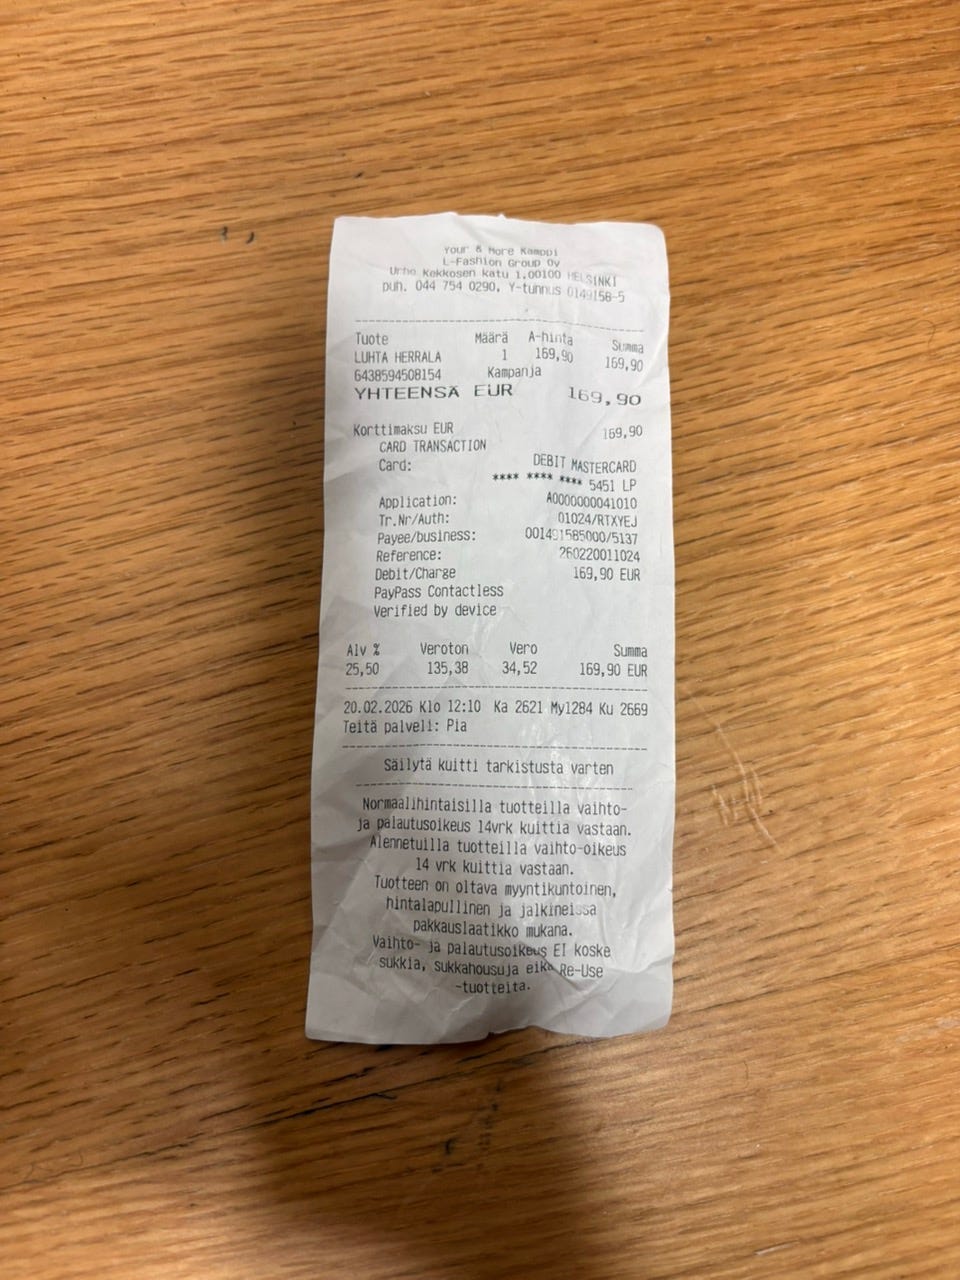 Your & More Kamppi
L-Fashion Group Oy
Urho Kekkosen katu 1,00100 HELSINKI
puh. 044 754 0290, Y-tunnus 0149158-5
Tuote Määrä A-hinta Summa
LUHTA HERRALA 1 169,90 169,90
6438594508154 Kampanja
YHTEENSÄ EUR 169,90
Korttimaksu EUR 169,90
CARD TRANSACTION
Card: DEBIT MASTERCARD
**** **** **** 5451 LP
Application: A0000000041010
Tr.Nr/Auth: 01024/RTXYEJ
Payee/business: 001491585000/5137
Reference: 260220011024
Debit/Charge 169,90 EUR
PayPass Contactless
Verified by device
Alv % Veroton Vero Summa
25,50 135,38 34,52 169,90 EUR
20.02.2026 Klo 12:10 Ka 2621 My1284 Ku 2669
Teitä palveli: Pia
Säilytä kuitti tarkistusta varten
Normaalihintaisilla tuotteilla vaihto-
ja palautusoikeus 14vrk kuittia vastaan.
Alennetuilla tuotteilla vaihto-oikeus
14 vrk kuittia vastaan.
Tuotteen on oltava myyntikuntoinen,
hintalapullinen ja jalkineissa
pakkauslaatikko mukana.
Vaihto- ja palautusoikeus EI koske
sukkia, sukkahousuja eikä Re-Use
-tuotteita.